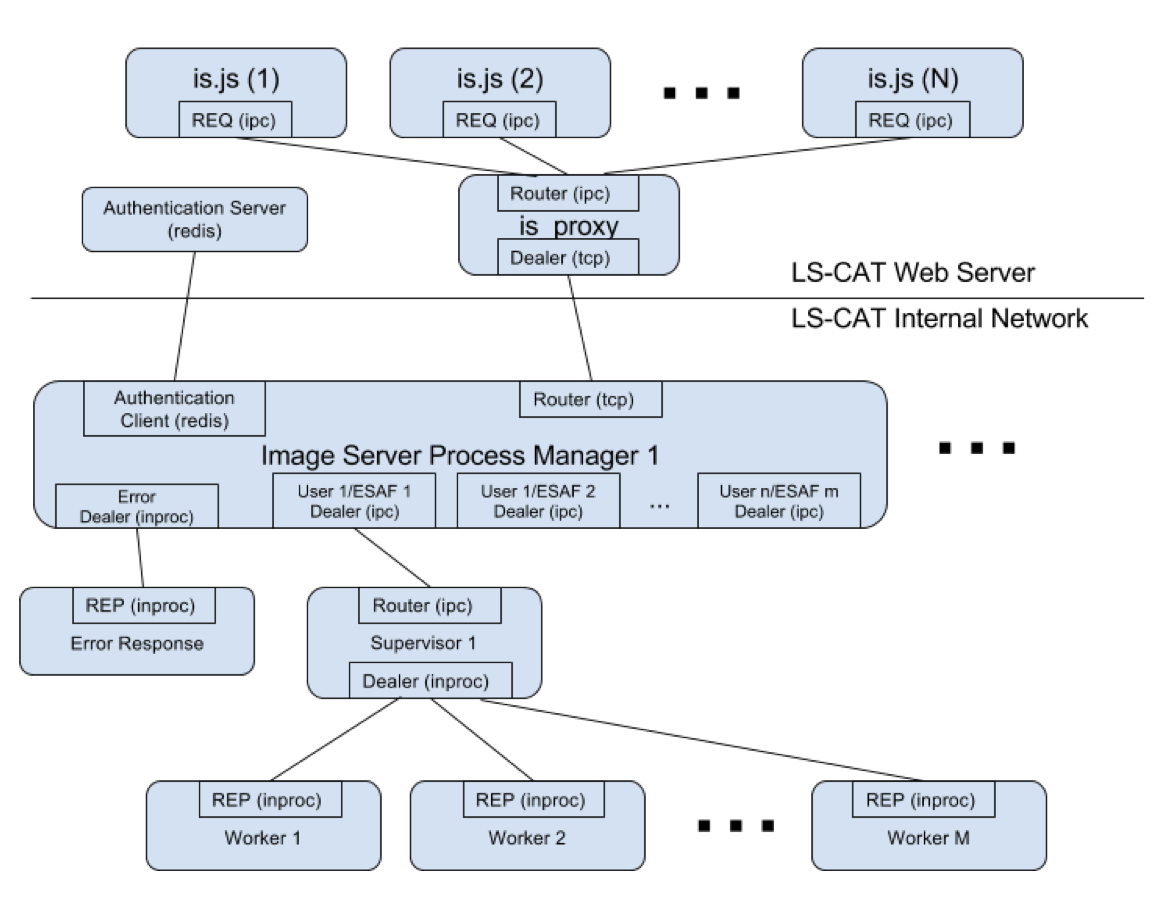 is.js (1)
REQ (ipc)
is.js (2)
REQ (ipc)
is.js (N)
REQ (ipc)
Router (ipc)
is_proxy
Dealer (tcp)
Authentication Server
(redis)
LS-CAT Web Server
LS-CAT Internal Network
Authentication
Client (redis)
Router (tcp)
Image Server Process Manager 1
Error
Dealer (inproc)
User 1/ESAF 1
Dealer (ipc)
User 1/ESAF 2
Dealer (ipc)
...
User n/ESAF m
Dealer (ipc)
REP (inproc)
Error Response
Router (ipc)
Supervisor 1
Dealer (inproc)
REP (inproc)
Worker 1
REP (inproc)
Worker 2
REP (inproc)
Worker M